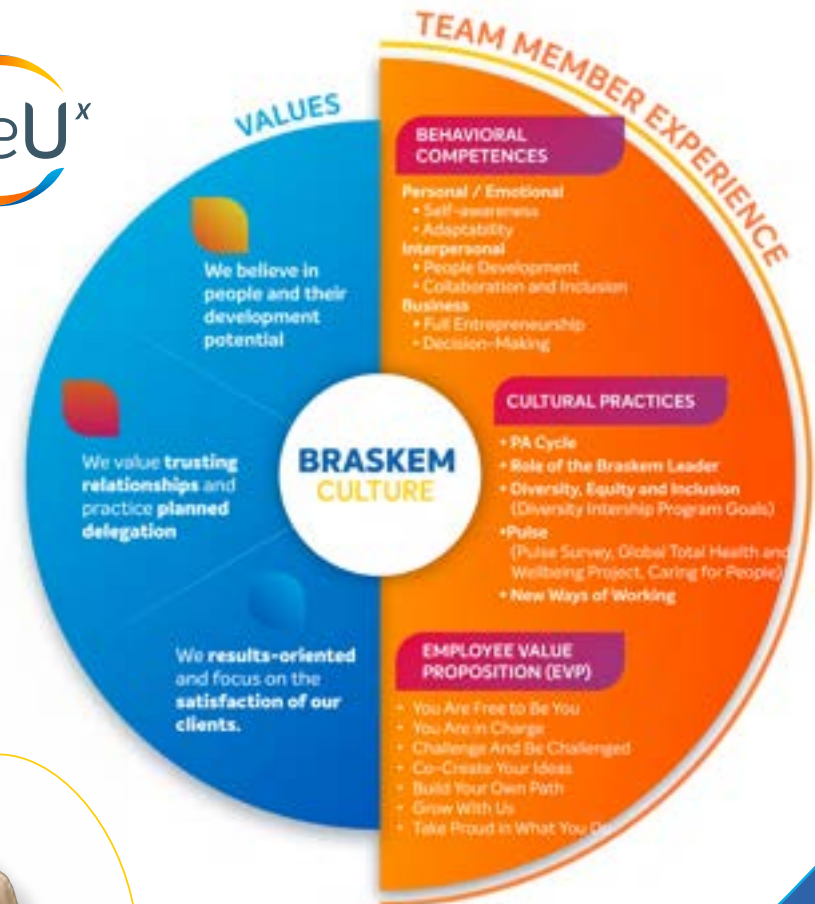 eUx
VALUES
We believe in
people and their
development
potential
We value trusting
relationships and
practice planned
delegation
We results-oriented
and focus on the
satisfaction of our
clients.
BRASKEM
CULTURE
TEAM MEMBER EXPERIENCE
BEHAVIORAL
COMPETENCES
Personal / Emotional
• Self-awareness
• Adaptability
Interpersonal
• People Development
• Collaboration and Inclusion
Business
• Full Entrepreneurship
• Decision-Making
CULTURAL PRACTICES
• PA Cycle
• Role of the Braskem Leader
• Diversity, Equity and Inclusion
(Diversity Intership Program Goals)
•Pulse
(Pulse Survey, Global Total Health and
Wellbeing Project, Caring for People)
• New Ways of Working
EMPLOYEE VALUE
PROPOSITION (EVP)
• You Are Free to Be You
• You Are in Charge
• Challenge And Be Challenged
• Co-Create Your Ideas
• Build Your Own Path
• Grow With Us
• Take Proud in What You Do